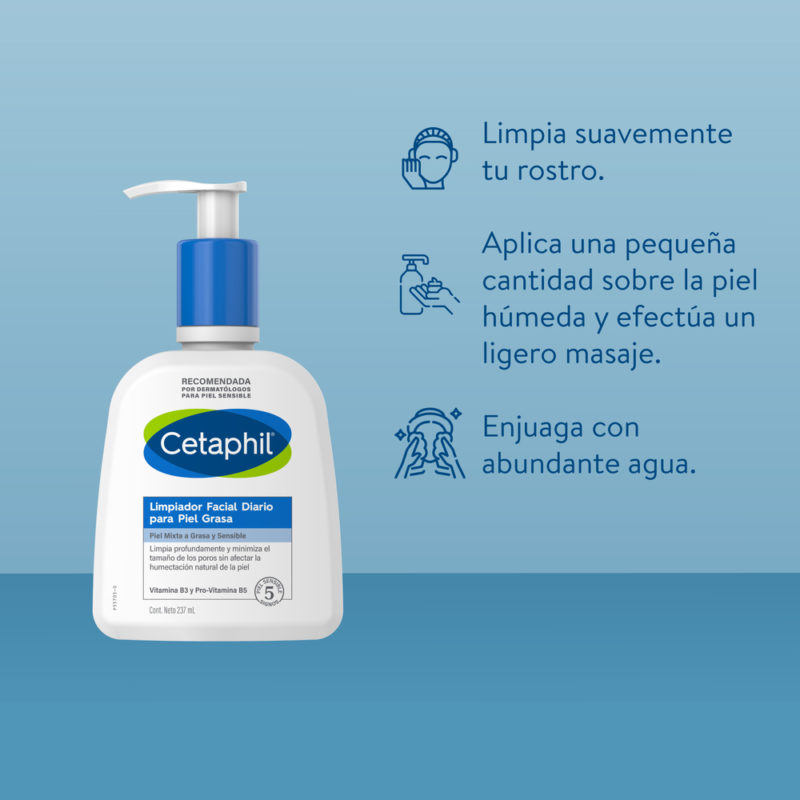 Limpia suavemente
tu rostro.
Aplica una pequeña
cantidad sobre la piel
húmeda y efectúa un
ligero masaje.
Enjuaga con
abundante agua.
RECOMENDADA
POR DERMATÓLOGOS
PARA PIEL SENSIBLE
Cetaphil®
Limpiador Facial Diario
para Piel Grasa
Piel Mixta a Grasa y Sensible
Limpia profundamente y minimiza el
tamaño de los poros sin afectar la
humectación natural de la piel
Vitamina B3 y Pro-Vitamina B5
PIEL SENSIBLE
5
SIGNOS
Cont. Neto 237 mL